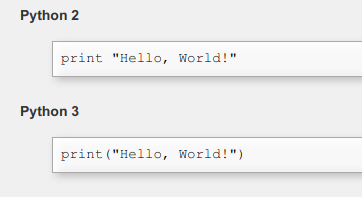 Python 2
print "Hello, World!"
Python 3
print("Hello, World!")